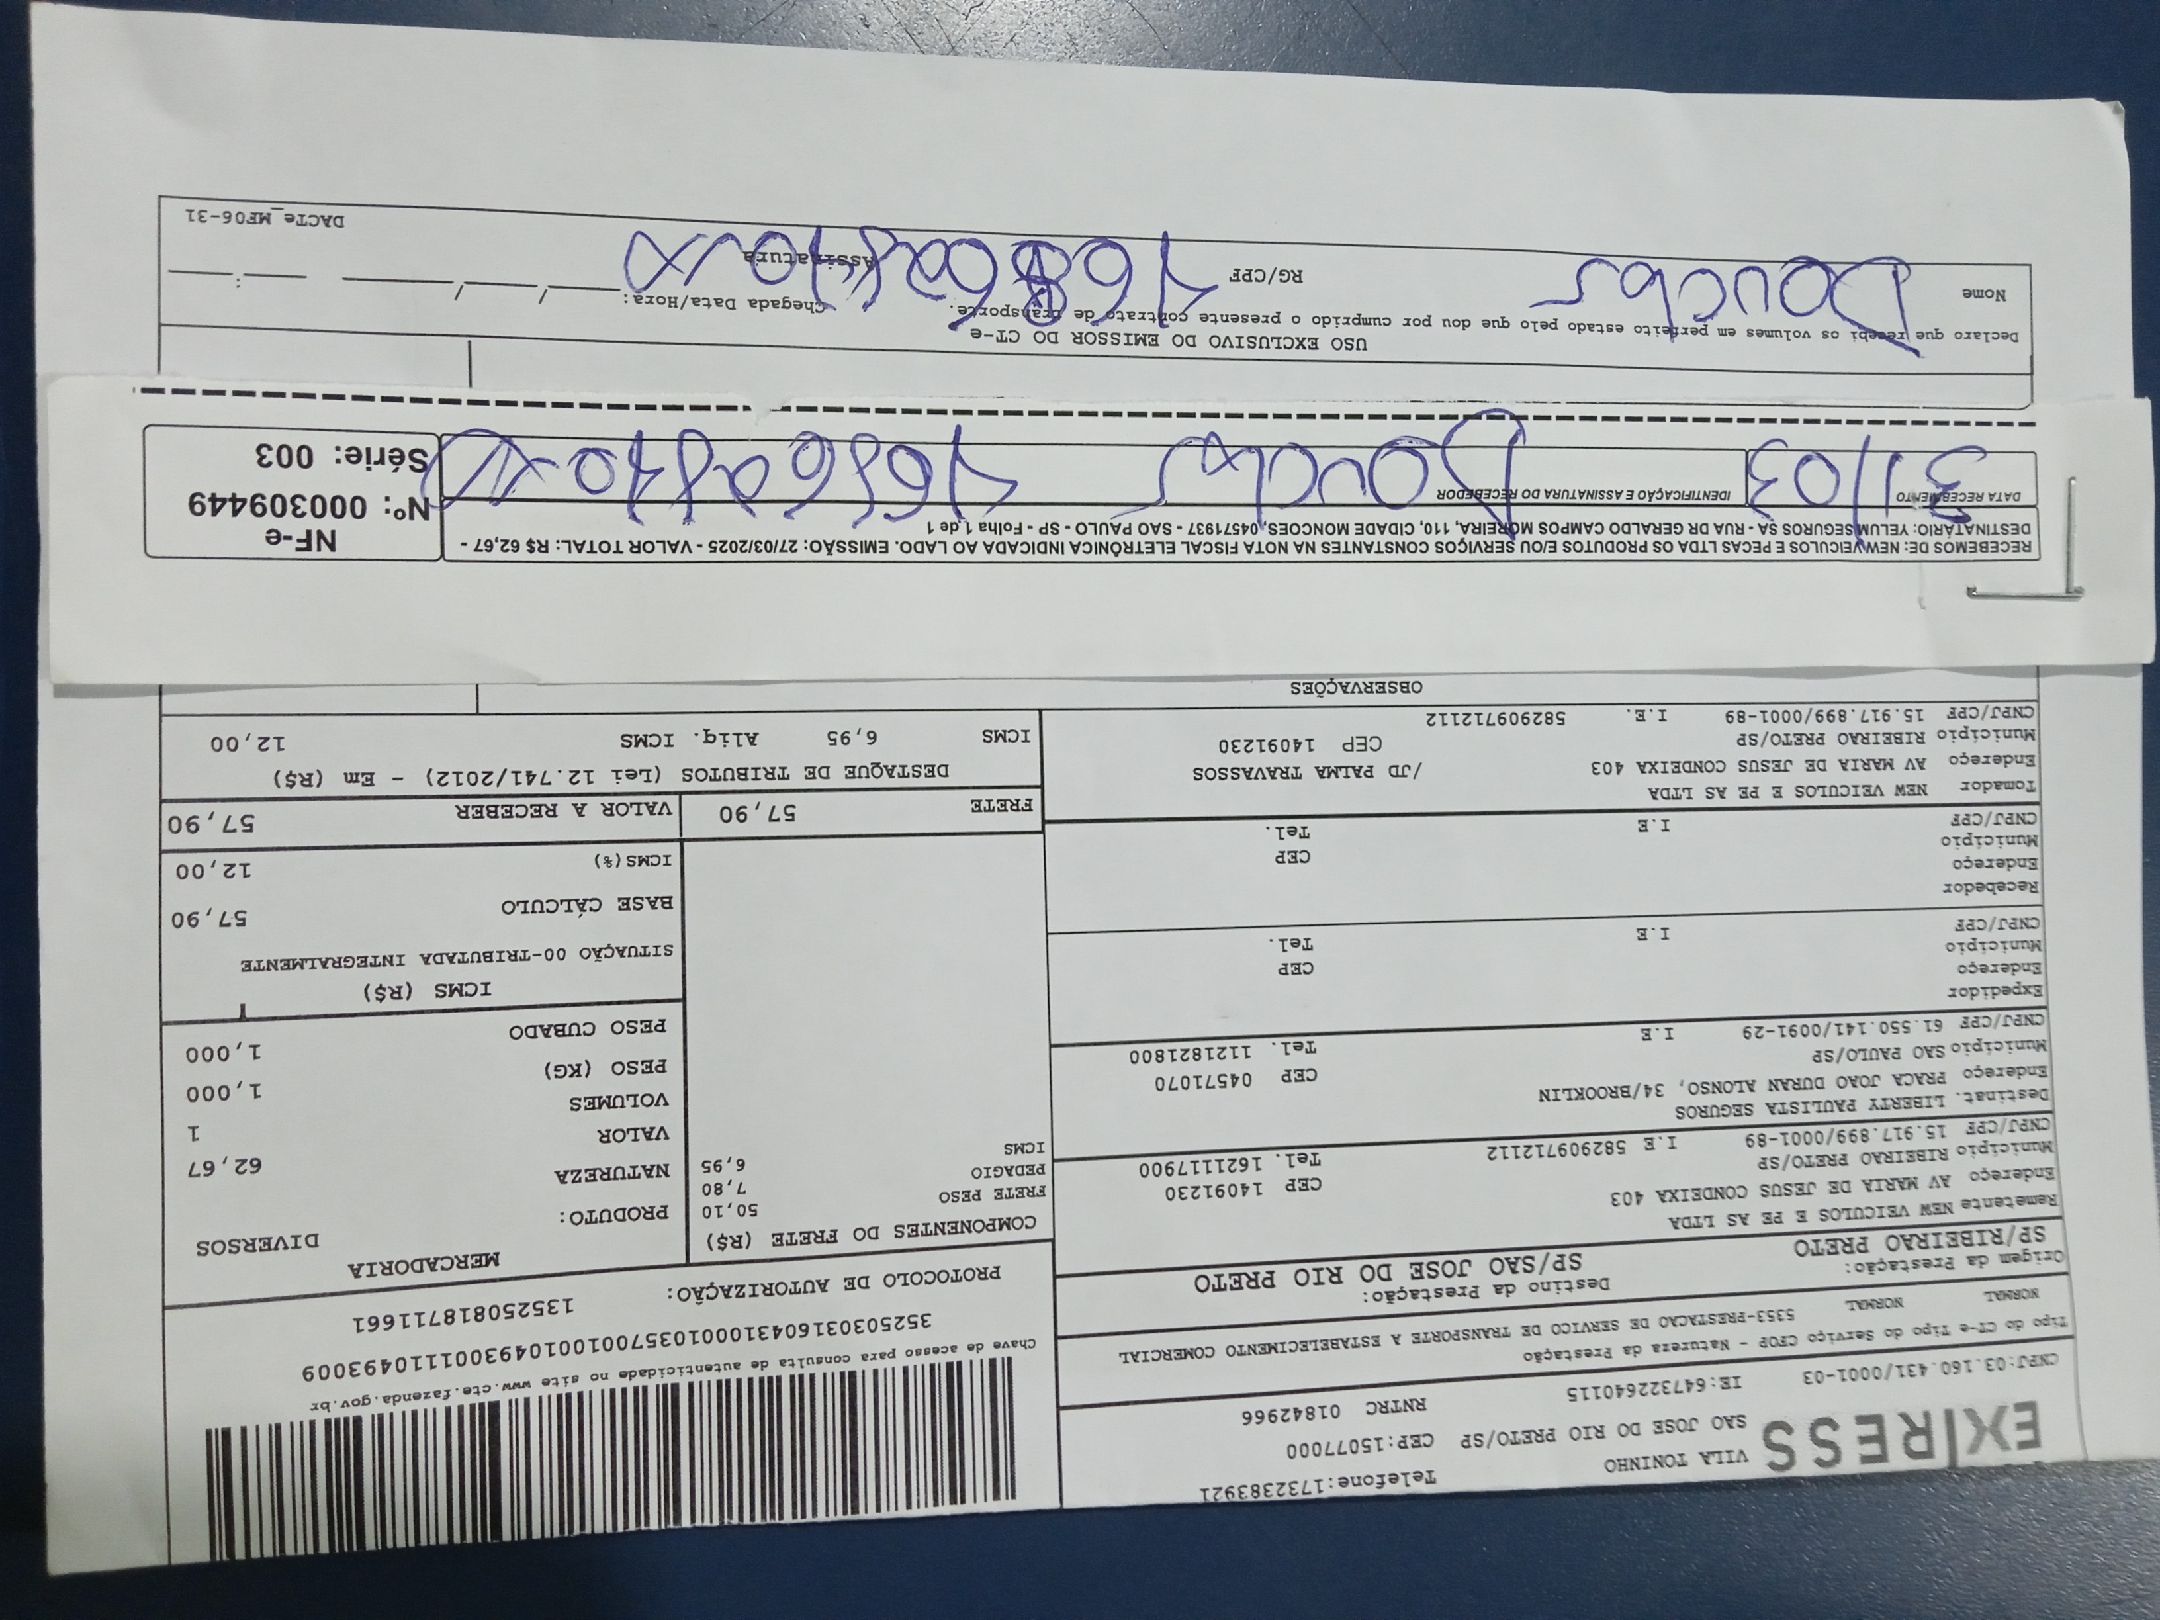 EXPRESS
VILA TONINHO Telefone:1732383921
SAO JOSE DO RIO PRETO/SP CEP:15077000
CNPJ:03.160.431/0001-03 IE:647322640115 RNTRC 01842966
Tipo do CT-e Tipo do Serviço CFOP - Natureza da Prestação
NORMAL NORMAL 5353-PRESTACAO DE SERVICO DE TRANSPORTE A ESTABELECIMENTO COMERCIAL
Origem da Prestação: Destino da Prestação:
SP/RIBEIRAO PRETO SP/SAO JOSE DO RIO PRETO
Chave de acesso para consulta de autenticidade no site www.cte.fazenda.gov.br
35250303160431000103570010010493001110493009
PROTOCOLO DE AUTORIZAÇÃO: 135250818711661
Remetente NEW VEICULOS E PE AS LTDA
Endereço AV MARIA DE JESUS CONDEIXA 403 CEP 14091230
Município RIBEIRAO PRETO/SP Tel. 1621117900
CNPJ/CPF 15.917.899/0001-89 I.E 582909712112
Destinat. LIBERTY PAULISTA SEGUROS
Endereço PRACA JOAO DURAN ALONSO, 34/BROOKLIN CEP 04571070
Município SAO PAULO/SP Tel. 1121821800
CNPJ/CPF 61.550.141/0091-29 I.E
Expedidor
Endereço CEP
Município Tel.
CNPJ/CPF I.E
Recebedor
Endereço CEP
Município Tel.
CNPJ/CPF I.E
Tomador NEW VEICULOS E PE AS LTDA
Endereço AV MARIA DE JESUS CONDEIXA 403 /JD PALMA TRAVASSOS
Município RIBEIRAO PRETO/SP CEP 14091230
CNPJ/CPF 15.917.899/0001-89 I.E. 582909712112
COMPONENTES DO FRETE (R$)
FRETE PESO 50,10
PEDAGIO 7,80
ICMS 6,95
MERCADORIA
PRODUTO: DIVERSOS
NATUREZA
VALOR 62,67
VOLUMES 1
PESO (KG) 1,000
PESO CUBADO 1,000
ICMS (R$)
SITUAÇÃO 00-TRIBUTADA INTEGRALMENTE
BASE CÁLCULO 57,90
ICMS(%) 12,00
FRETE 57,90 VALOR A RECEBER 57,90
DESTAQUE DE TRIBUTOS (Lei 12.741/2012) - Em (R$)
ICMS 6,95 Aliq. ICMS 12,00
OBSERVAÇÕES
RECEBEMOS DE: NEW VEICULOS E PECAS LTDA OS PRODUTOS E/OU SERVIÇOS CONSTANTES NA NOTA FISCAL ELETRÔNICA INDICADA AO LADO. EMISSÃO: 27/03/2025 - VALOR TOTAL: R$ 62,67 -
DESTINATÁRIO: YELUM SEGUROS SA - RUA DR GERALDO CAMPOS MOREIRA, 110, CIDADE MONCOES, 04571937 - SAO PAULO - SP - Folha 1 de 1
DATA RECEBIMENTO IDENTIFICAÇÃO E ASSINATURA DO RECEBEDOR
31/03
NF-e
Nº: 000309449
Série: 003
USO EXCLUSIVO DO EMISSOR DO CT-e
Declaro que recebi os volumes em perfeito estado pelo que dou por cumprido o presente contrato de transporte.
Chegada Data/Hora: ____/____/____ ___:___
Nome RG/CPF Assinatura
DACTe_MF06-31